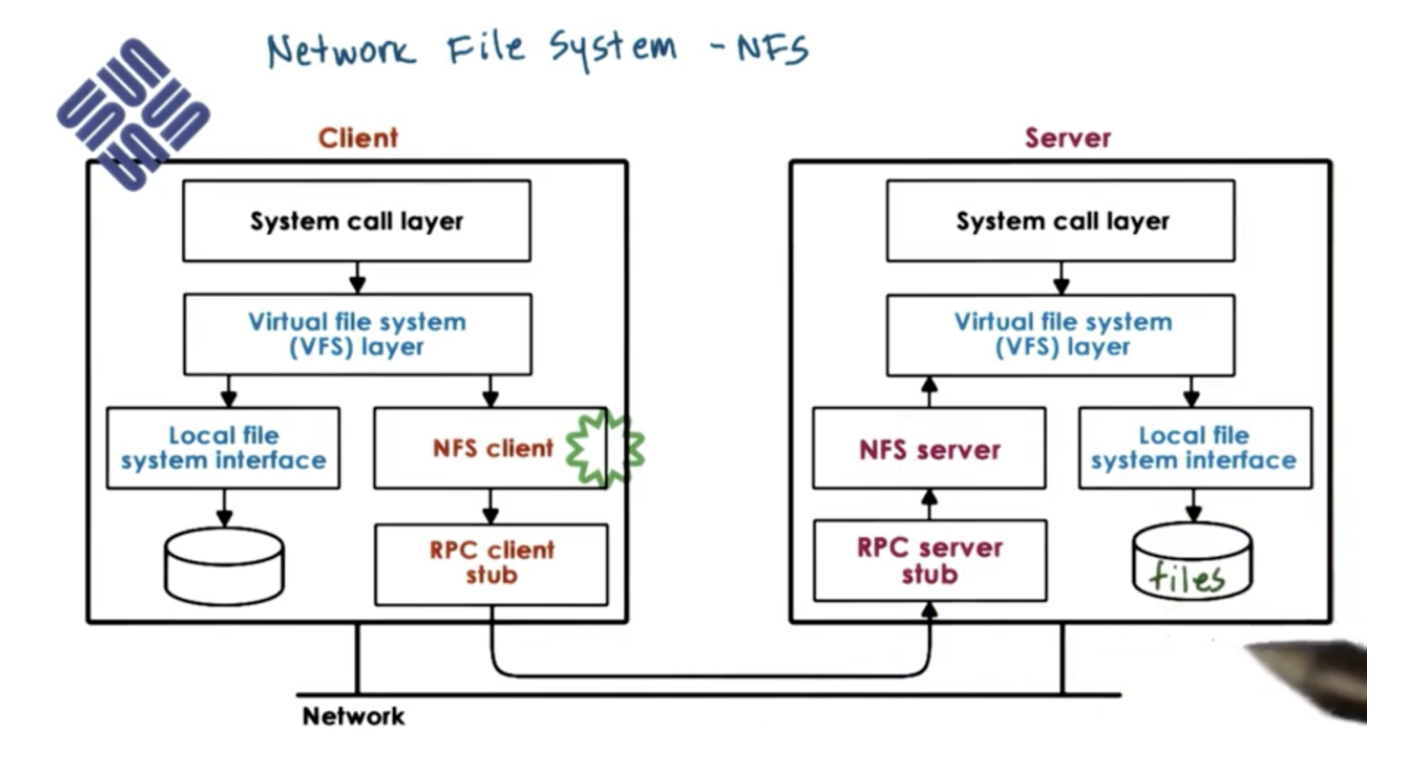 Network File System - NFS
SUN
Client
Server
System call layer
System call layer
Virtual file system
(VFS) layer
Virtual file system
(VFS) layer
Local file
system interface
NFS client
NFS server
Local file
system interface
RPC client
stub
RPC server
stub
files
Network